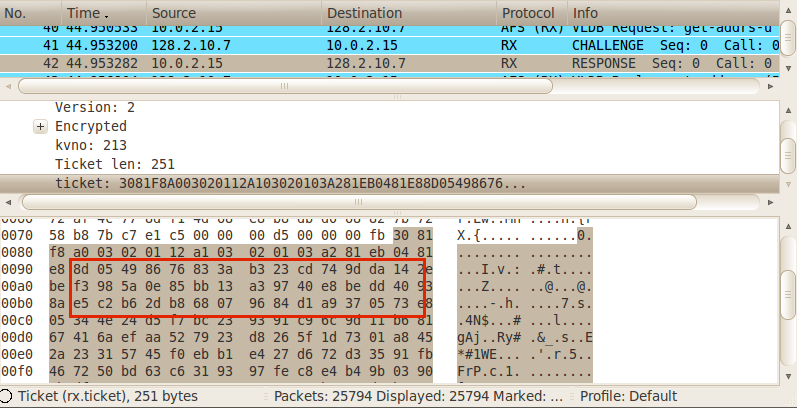 No. Time Source Destination Protocol Info
40 44.950533 10.0.2.15 128.2.10.7 AFS (RX) VLDB Request: get-addrs-u
41 44.953200 128.2.10.7 10.0.2.15 RX CHALLENGE Seq: 0 Call: 0
42 44.953282 10.0.2.15 128.2.10.7 RX RESPONSE Seq: 0 Call: 0
Version: 2
Encrypted
kvno: 213
Ticket len: 251
ticket: 3081F8A003020112A103020103A281EB0481E88D05498676...
0070 58 b8 7b c7 e1 c5 00 00 00 d5 00 00 00 fb 30 81 X.{..... ......0.
0080 f8 a0 03 02 01 12 a1 03 02 01 03 a2 81 eb 04 81 ........ ........
0090 e8 8d 05 49 86 76 83 3a b3 23 cd 74 9d da 14 2e ...I.v.: .#.t....
00a0 be f3 98 5a 0e 85 bb 13 a3 97 40 e8 be dd 40 93 ...Z.... ..@...@.
00b0 8a e5 c2 b6 2d b8 68 07 96 84 d1 a9 37 05 73 e8 ....-.h. ....7.s.
00c0 05 34 4e 24 d5 f7 bc 23 93 91 c9 6c 9d 11 b6 81 .4N$...# ...l....
00d0 67 41 6a ef aa 52 79 23 d8 26 5f 1d 73 01 a8 45 gAj..Ry# .&_.s..E
00e0 2a 23 31 57 45 f0 eb b1 e4 27 d6 72 d3 35 91 fb *#1WE... .'.r.5..
00f0 46 72 50 bd 63 c6 31 93 97 fe c8 e4 b4 9b 03 90 FrP.c.1. ........
Ticket (rx.ticket), 251 bytes Packets: 25794 Displayed: 25794 Marked: ... Profile: Default